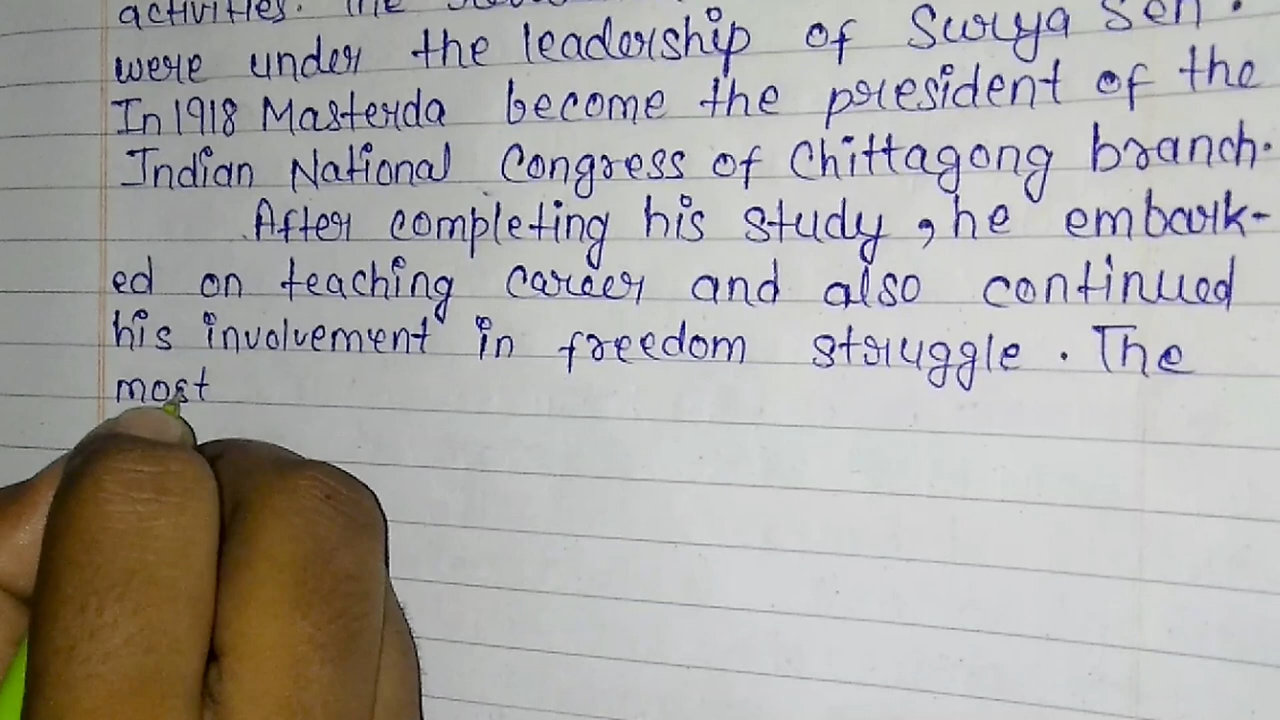 activities. The
were under the leadership of Surya Sen.
In 1918 Masterda become the president of the
Indian National Congress of Chittagong branch.
After completing his study, he embark-
ed on teaching career and also continued
his involvement in freedom struggle. The
most